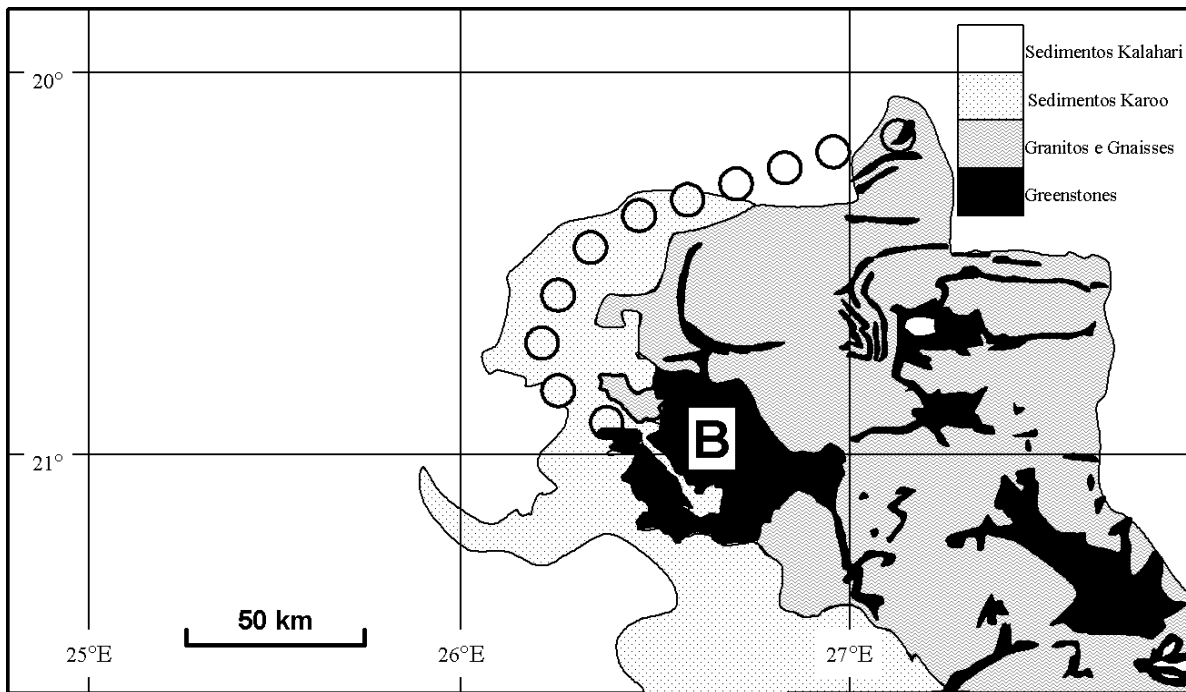 Sedimentos Kalahari
20°
Sedimentos Karoo
Granitos e Gnaisses
Greenstones
B
21°
50 km
25°E
26°E
27°E